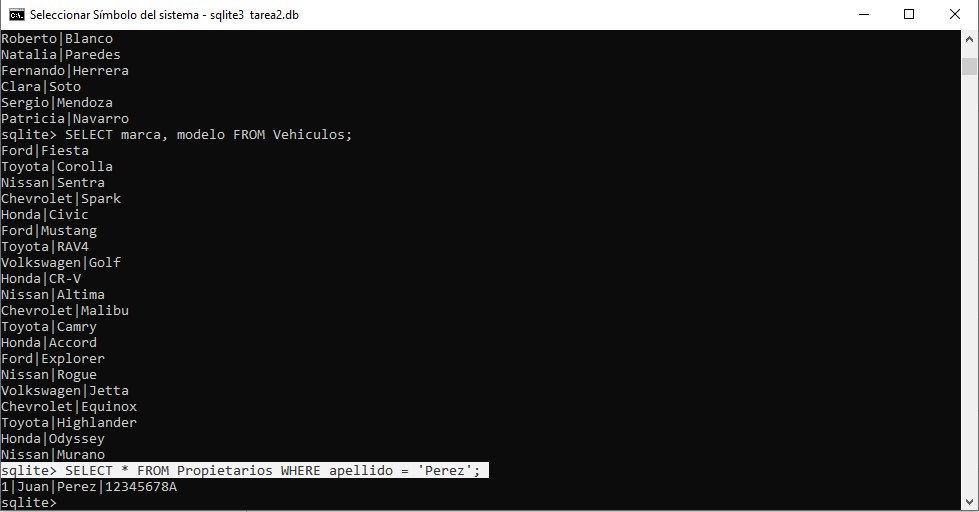 Seleccionar Símbolo del sistema - sqlite3  tarea2.db
Roberto|Blanco
Natalia|Paredes
Fernando|Herrera
Clara|Soto
Sergio|Mendoza
Patricia|Navarro
sqlite> SELECT marca, modelo FROM Vehiculos;
Ford|Fiesta
Toyota|Corolla
Nissan|Sentra
Chevrolet|Spark
Honda|Civic
Ford|Mustang
Toyota|RAV4
Volkswagen|Golf
Honda|CR-V
Nissan|Altima
Chevrolet|Malibu
Toyota|Camry
Honda|Accord
Ford|Explorer
Nissan|Rogue
Volkswagen|Jetta
Chevrolet|Equinox
Toyota|Highlander
Honda|Odyssey
Nissan|Murano
sqlite> SELECT * FROM Propietarios WHERE apellido = 'Perez';
1|Juan|Perez|12345678A
sqlite>